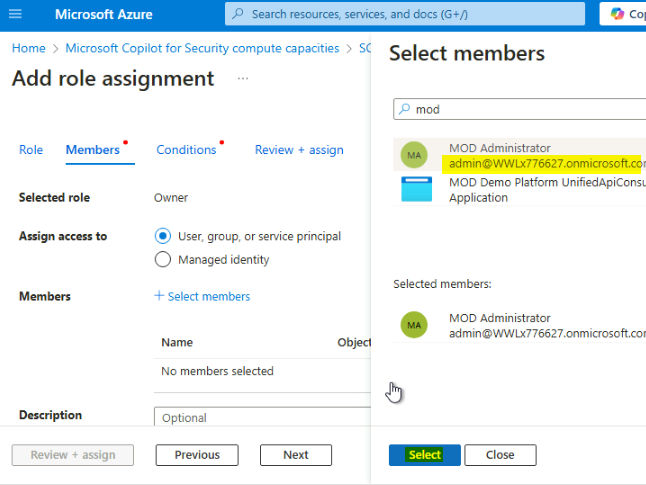 Microsoft Azure
Search resources, services, and docs (G+/)
Home > Microsoft Copilot for Security compute capacities >
Add role assignment ...
Role Members Conditions Review + assign
Selected role Owner
Assign access to User, group, or service principal
Managed identity
Members + Select members
Name Object
No members selected
Description Optional
Review + assign Previous Next
Select members
mod
MA MOD Administrator
admin@WWLx776627.onmicrosoft.co
MOD Demo Platform UnifiedApiConsu
Application
Selected members:
MA MOD Administrator
admin@WWLx776627.onmicrosoft.co
Select Close